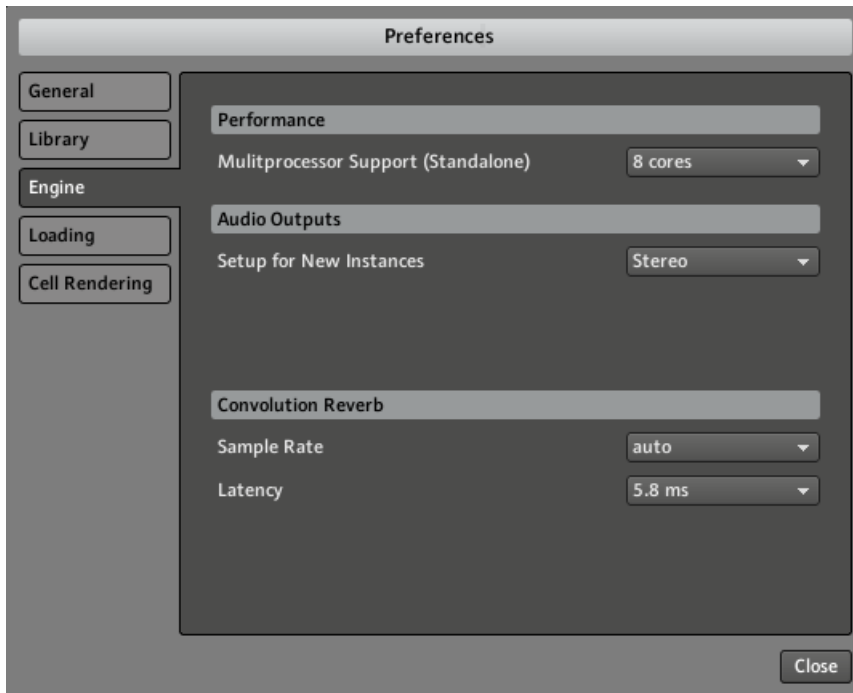 Preferences
General
Library
Engine
Loading
Cell Rendering
Performance
Mulitprocessor Support (Standalone) 8 cores
Audio Outputs
Setup for New Instances Stereo
Convolution Reverb
Sample Rate auto
Latency 5.8 ms
Close